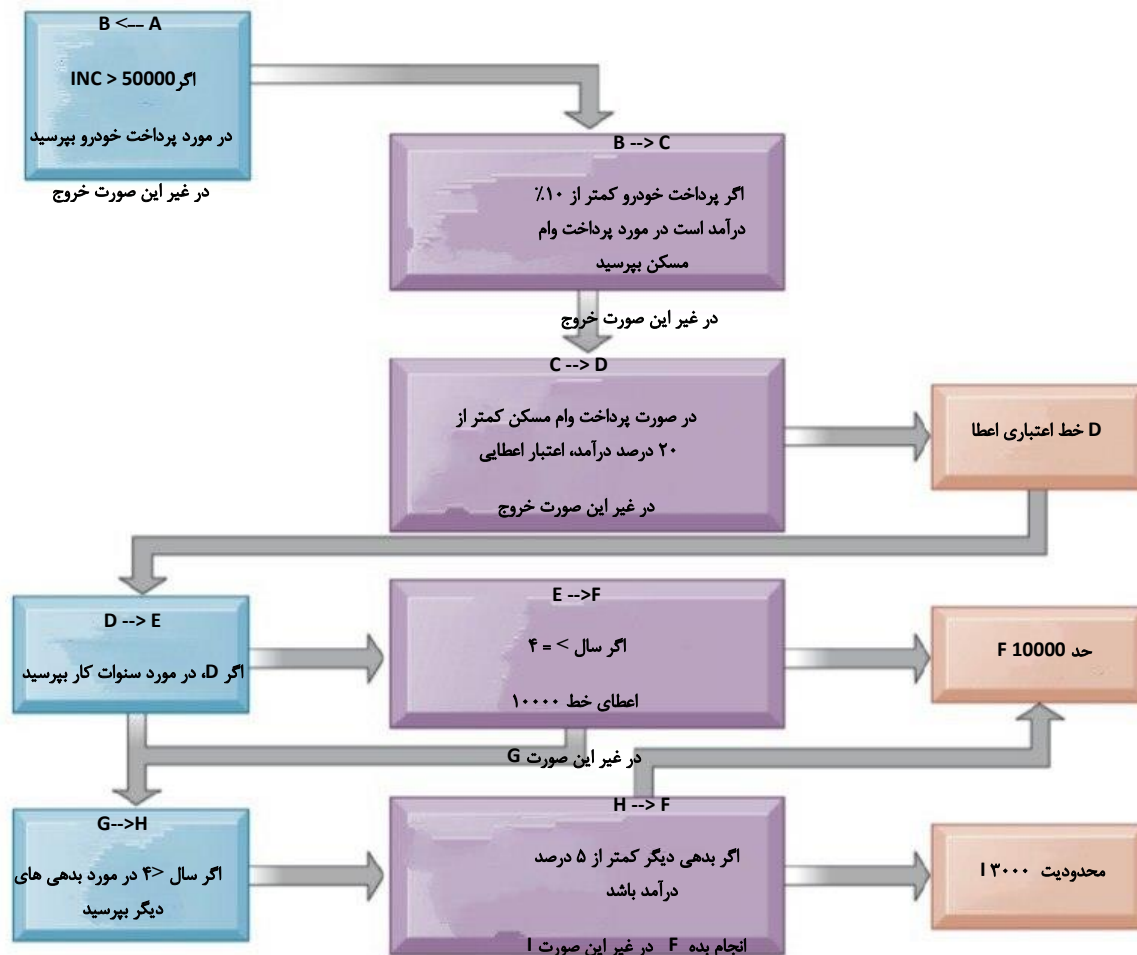 B <-- A
اگر INC > 50000
در مورد پرداخت خودرو بپرسید
در غیر این صورت خروج
B --> C
اگر پرداخت خودرو کمتر از ۱۰٪
درآمد است در مورد پرداخت وام
مسکن بپرسید
در غیر این صورت خروج
C --> D
در صورت پرداخت وام مسکن کمتر از
۲۰ درصد درآمد، اعتبار اعطایی
در غیر این صورت خروج
D خط اعتباری اعطا
D --> E
اگر D، در مورد سنوات کار بپرسید
E -->F
اگر سال > = ۴
اعطای خط ۱۰۰۰۰
حد F 10000
در غیر این صورت G
G-->H
اگر سال <۴ در مورد بدهی های
دیگر بپرسید
H --> F
اگر بدهی دیگر کمتر از ۵ درصد
درآمد باشد
انجام بده F در غیر این صورت I
محدودیت I ۳۰۰۰